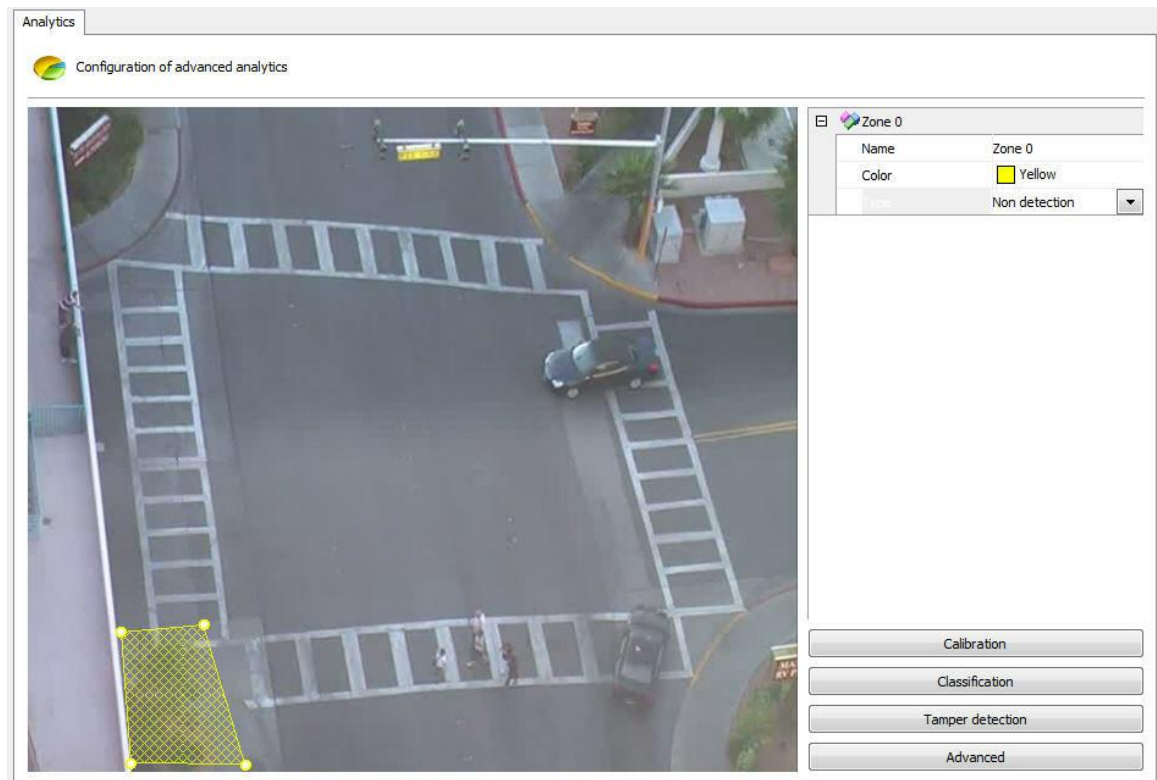 Analytics
Configuration of advanced analytics
Zone 0
Name Zone 0
Color Yellow
Type Non detection
Calibration
Classification
Tamper detection
Advanced